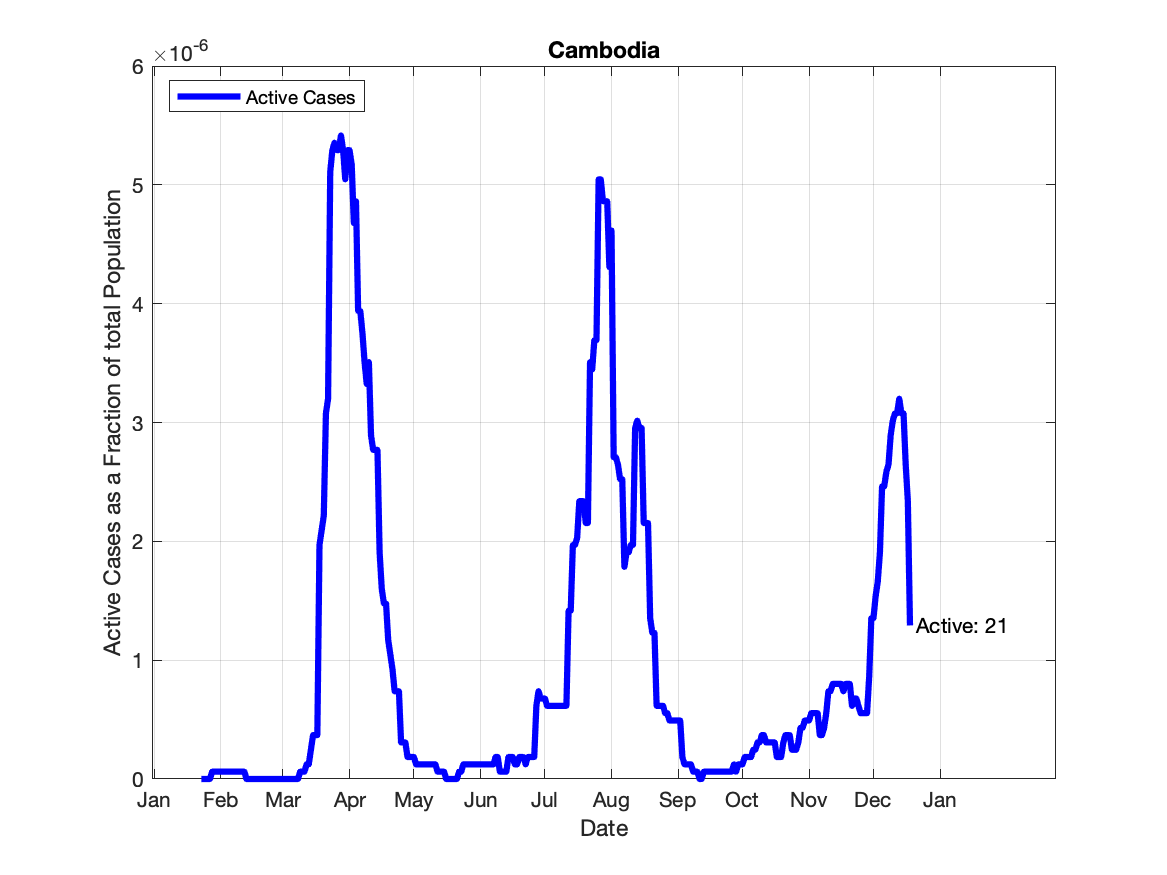 Cambodia
×10-6
6
5
4
3
2
1
0
Active Cases
Active Cases as a Fraction of total Population
Active: 21
Jan Feb Mar Apr May Jun Jul Aug Sep Oct Nov Dec Jan
Date